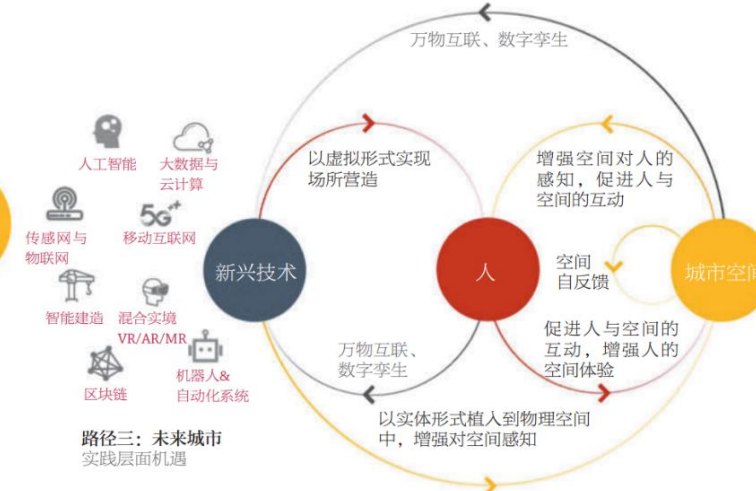 万物互联、数字孪生
人工智能
大数据与
云计算
以虚拟形式实现
场所营造
增强空间对人的
感知，促进人与
空间的互动
5G++
传感网与
物联网
移动互联网
新兴技术
人
空间
自反馈
城市空间
智能建造
混合实境
VR/AR/MR
万物互联、
数字孪生
促进人与空间的
互动，增强人的
空间体验
区块链
机器人&
自动化系统
以实体形式植入到物理空间
中，增强对空间感知
路径三：未来城市
实践层面机遇